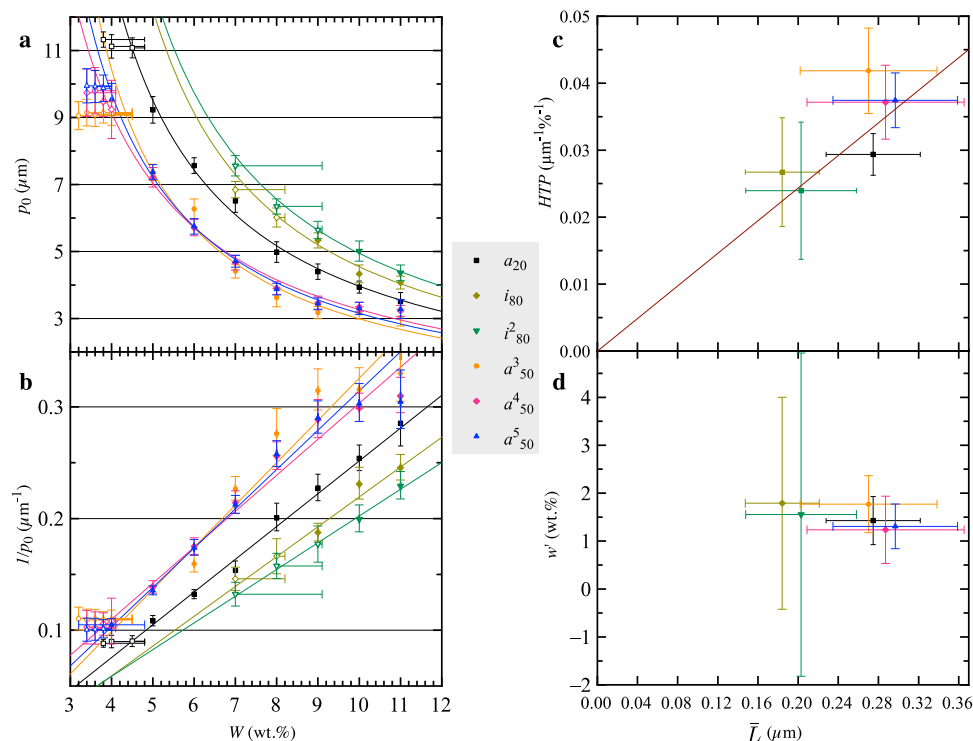 a
11
9
7
5
3
p₀ (µm)
b
0.3
0.2
0.1
1/p₀ (µm⁻¹)
3 4 5 6 7 8 9 10 11 12
W (wt.%)
a₂₀
i₈₀
i²₈₀
a³₅₀
a⁴₅₀
a⁵₅₀
c
0.05
0.04
0.03
0.02
0.01
0.00
HTP (µm⁻¹%⁻¹)
d
4
3
2
1
0
−1
−2
w' (wt.%)
0.00 0.04 0.08 0.12 0.16 0.20 0.24 0.28 0.32 0.36
L̄ (µm)